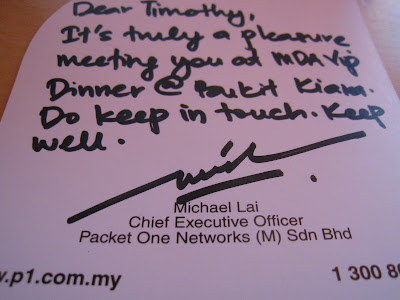 Dear Timothy,
It's truly a pleasure
meeting you at MDA Vip
Dinner @ Bukit Kiara.
Do keep in touch. Keep
well.
Michael Lai
Chief Executive Officer
Packet One Networks (M) Sdn Bhd
w.p1.com.my
1 300 80